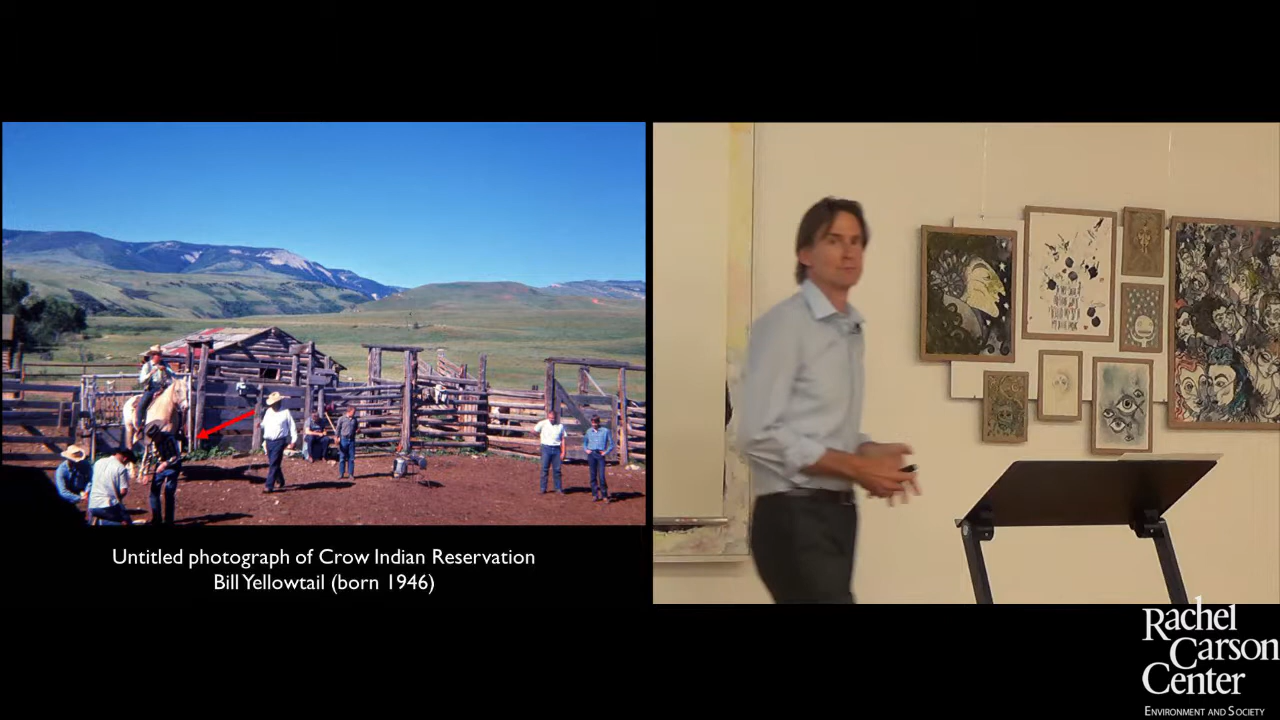 Untitled photograph of Crow Indian Reservation
Bill Yellowtail (born 1946)
Rachel
Carson
Center
ENVIRONMENT AND SOCIETY